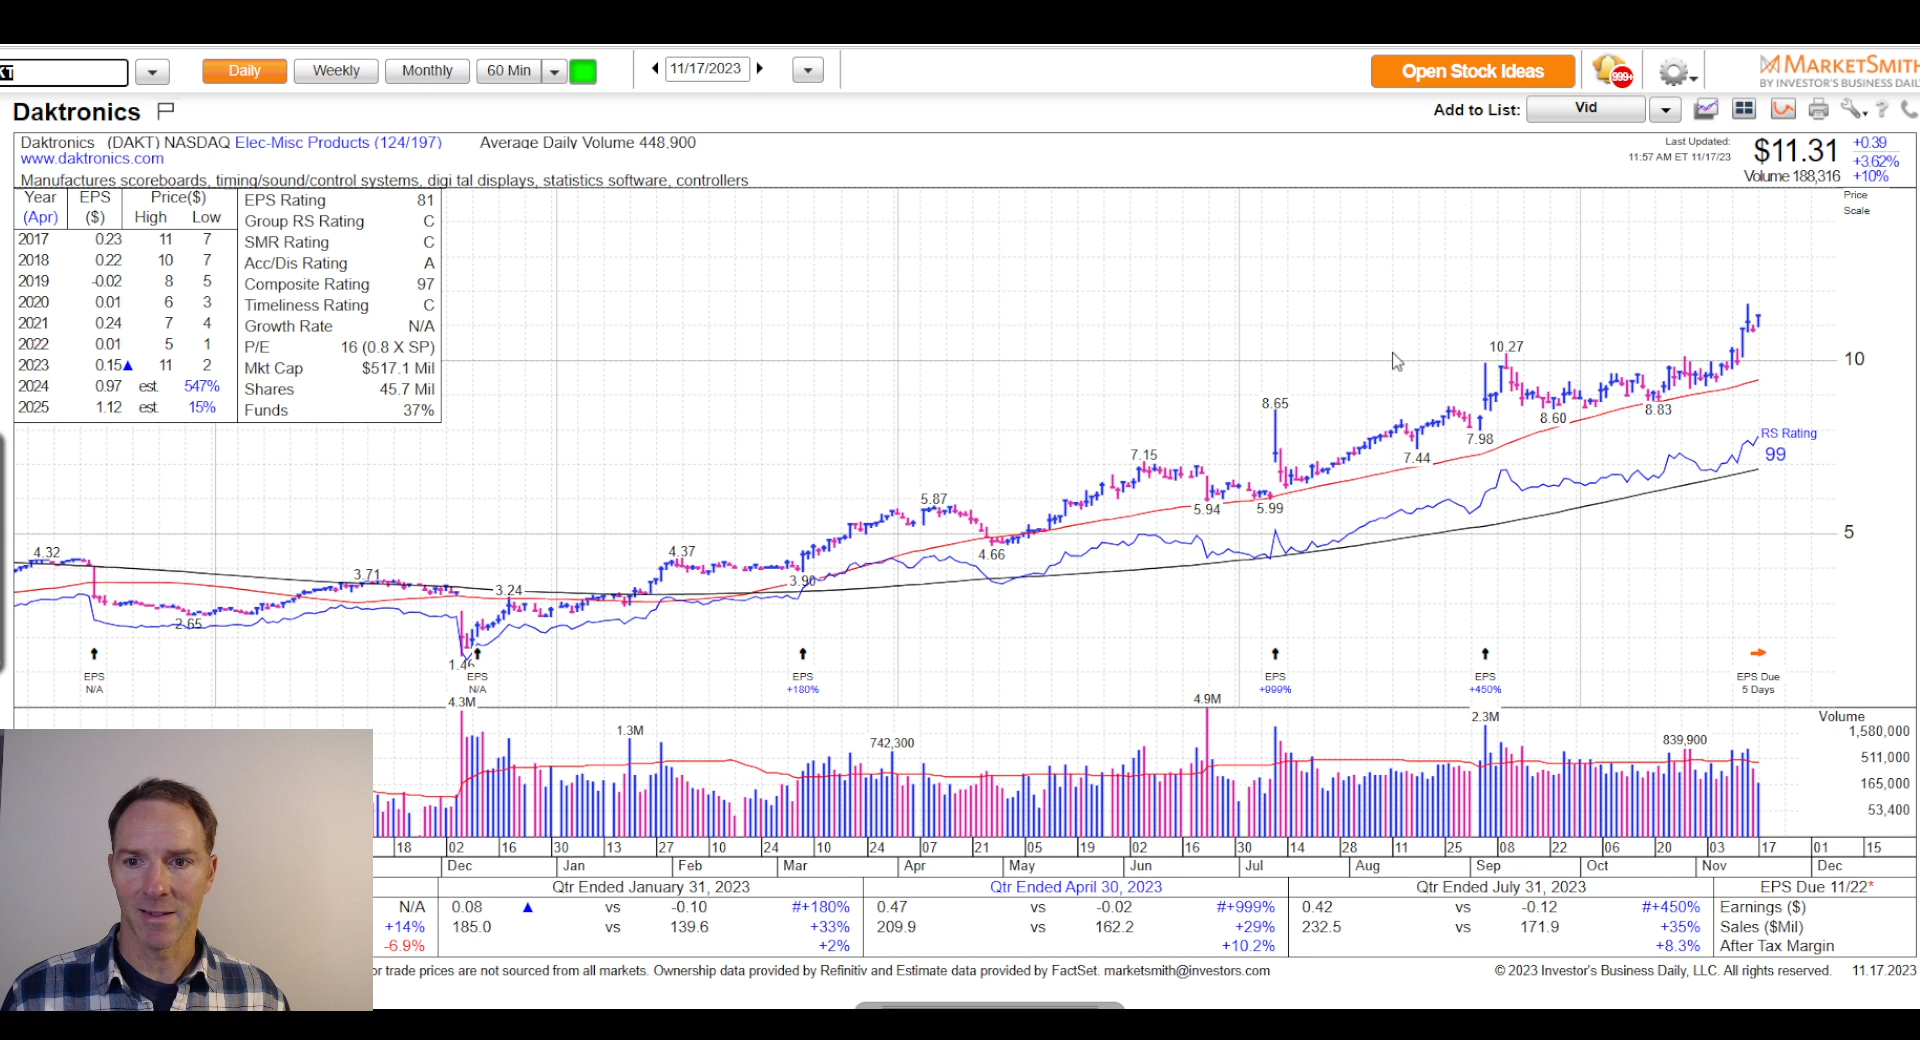 KT
Daily
Weekly
Monthly
60 Min
11/17/2023
Open Stock Ideas
999+
MARKETSMITH
BY INVESTOR'S BUSINESS DAILY
Daktronics
Add to List:
Vid
Daktronics (DAKT) NASDAQ Elec-Misc Products (124/197) Average Daily Volume 448,900
www.daktronics.com
Manufactures scoreboards, timing/sound/control systems, digi tal displays, statistics software, controllers
Last Updated:
11:57 AM ET 11/17/23
$11.31
+0.39
+3.62%
Volume 188,316 +10%
Year EPS Price($)
(Apr) ($) High Low
2017 0.23 11 7
2018 0.22 10 7
2019 -0.02 8 5
2020 0.01 6 3
2021 0.24 7 4
2022 0.01 5 1
2023 0.15▲ 11 2
2024 0.97 est. 547%
2025 1.12 est. 15%
EPS Rating 81
Group RS Rating C
SMR Rating C
Acc/Dis Rating A
Composite Rating 97
Timeliness Rating C
Growth Rate N/A
P/E 16 (0.8 X SP)
Mkt Cap $517.1 Mil
Shares 45.7 Mil
Funds 37%
Price
Scale
10
5
RS Rating
99
4.32
2.65
3.71
1.46
3.24
4.37
3.90
5.87
4.66
7.15
5.94
5.99
8.65
7.44
7.98
10.27
8.60
8.83
EPS
N/A
EPS
N/A
EPS
+180%
EPS
+999%
EPS
+450%
EPS Due
5 Days
4.3M
1.3M
742,300
4.9M
2.3M
839,900
Volume
1,580,000
511,000
165,000
53,400
18 02 16 30 13 27 10 24 10 24 07 21 05 19 02 16 30 14 28 11 25 08 22 06 20 03 17 01 15
Dec Jan Feb Mar Apr May Jun Jul Aug Sep Oct Nov Dec
Qtr Ended January 31, 2023 Qtr Ended April 30, 2023 Qtr Ended July 31, 2023 EPS Due 11/22*
N/A 0.08 ▲ vs -0.10 #+180% 0.47 vs -0.02 #+999% 0.42 vs -0.12 #+450% Earnings ($)
+14% 185.0 vs 139.6 +33% 209.9 vs 162.2 +29% 232.5 vs 171.9 +35% Sales ($Mil)
-6.9% +2% +10.2% +8.3% After Tax Margin
or trade prices are not sourced from all markets. Ownership data provided by Refinitiv and Estimate data provided by FactSet. marketsmith@investors.com
© 2023 Investor's Business Daily, LLC. All rights reserved. 11.17.2023